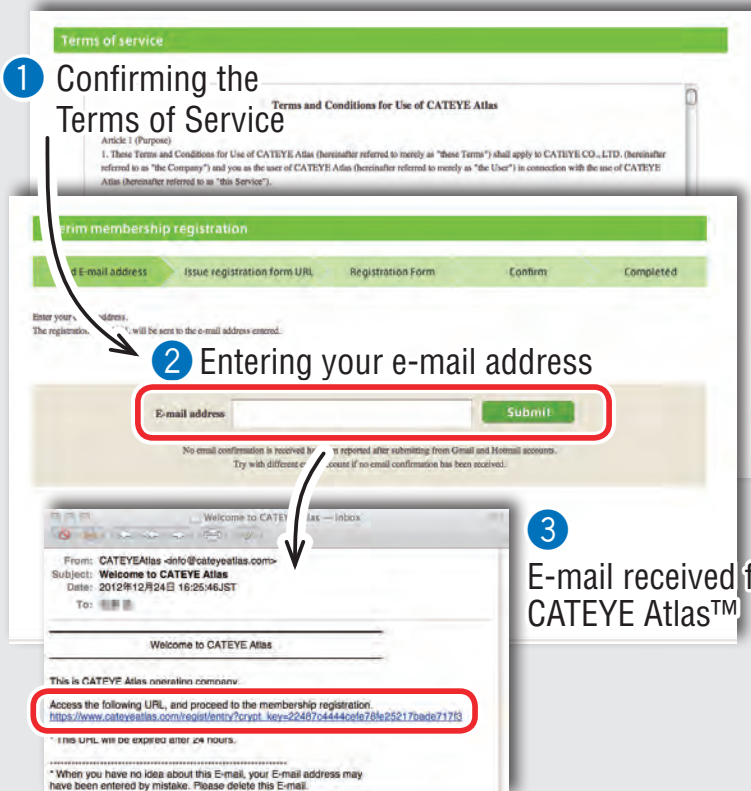 Terms of service
1 Confirming the
Terms of Service
Terms and Conditions for Use of CATEYE Atlas
Article 1 (Purpose)
1. These Terms and Conditions for Use of CATEYE Atlas (hereinafter referred to merely as "these Terms") shall apply to CATEYE CO., LTD. (hereinafter
referred to as "the Company") and you as the user of CATEYE Atlas (hereinafter referred to merely as "the User") in connection with the use of CATEYE
Atlas (hereinafter referred to as "this Service").
erim membership registration
E-mail address Issue registration form URL Registration Form Confirm Completed
Enter your address.
The registration will be sent to the e-mail address entered.
2 Entering your e-mail address
E-mail address Submit
No email confirmation is received reported after submitting from Gmail and Hotmail accounts.
Try with different account if no email confirmation has been received.
Welcome to CATEYE Atlas — Inbox
From: CATEYEAtlas <info@cateyeatlas.com>
Subject: Welcome to CATEYE Atlas
Date: 2012年12月24日 16:25:46JST
To:
3
E-mail received f
CATEYE Atlas™
Welcome to CATEYE Atlas
This is CATEYE Atlas operating company.
Access the following URL, and proceed to the membership registration.
https://www.cateyeatlas.com/regist/entry?crypt_key=22487c4444cefe78fe25217bade717f3
* This URL will be expired after 24 hours.
* When you have no idea about this E-mail, your E-mail address may
have been entered by mistake. Please delete this E-mail.